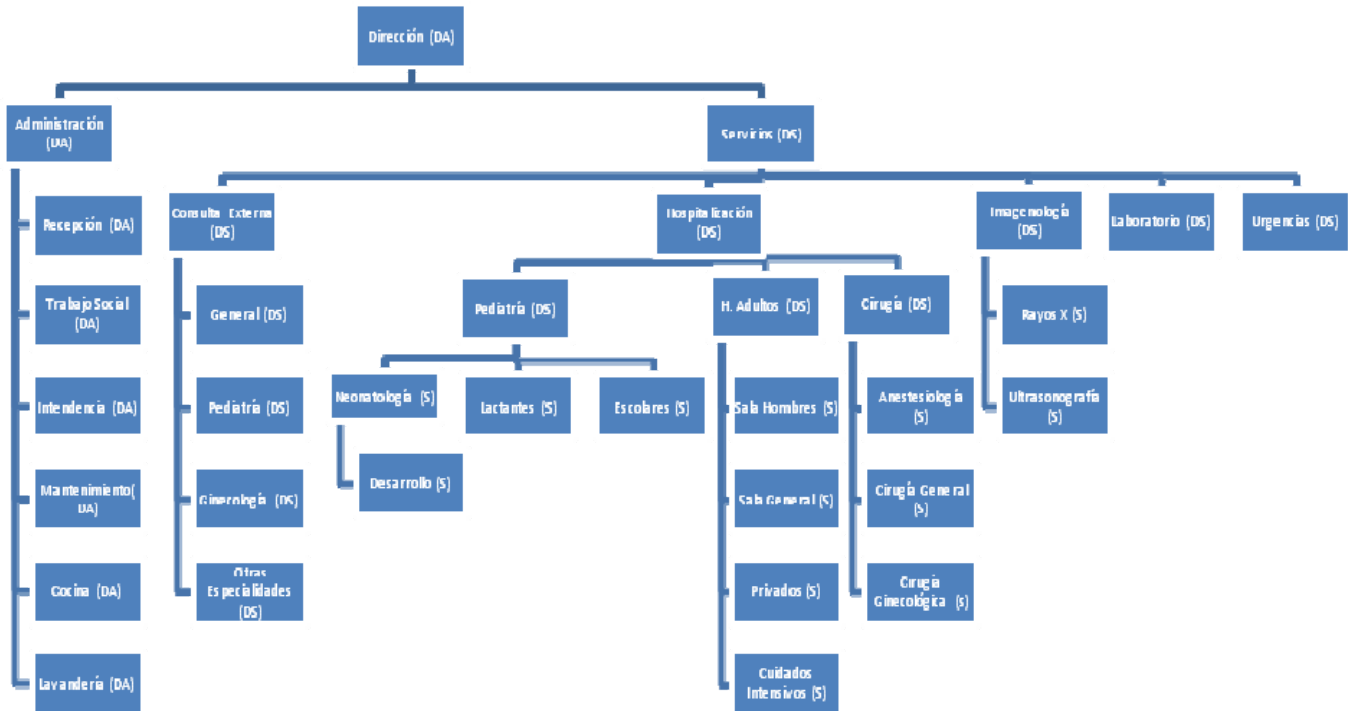 Dirección (DA)
Administración
(DA)
Servicios (DS)
Recepción (DA)
Trabajo Social
(DA)
Intendencia (DA)
Mantenimiento(
DA)
Cocina (DA)
Lavandería (DA)
Consulta Externa
(DS)
General (DS)
Pediatría (DS)
Ginecología (DS)
Otras
Especialidades
(DS)
Hospitalización
(DS)
Pediatría (DS)
Neonatología (S)
Desarrollo (S)
Lactantes (S)
Escolares (S)
H. Adultos (DS)
Sala Hombres (S)
Sala General (S)
Privados (S)
Cuidados
Intensivos (S)
Cirugía (DS)
Anestesiología
(S)
Cirugía General
(S)
Cirugía
Ginecológica (s)
Imagenología
(DS)
Rayos X (S)
Ultrasonografía
(S)
Laboratorio (DS)
Urgencias (DS)